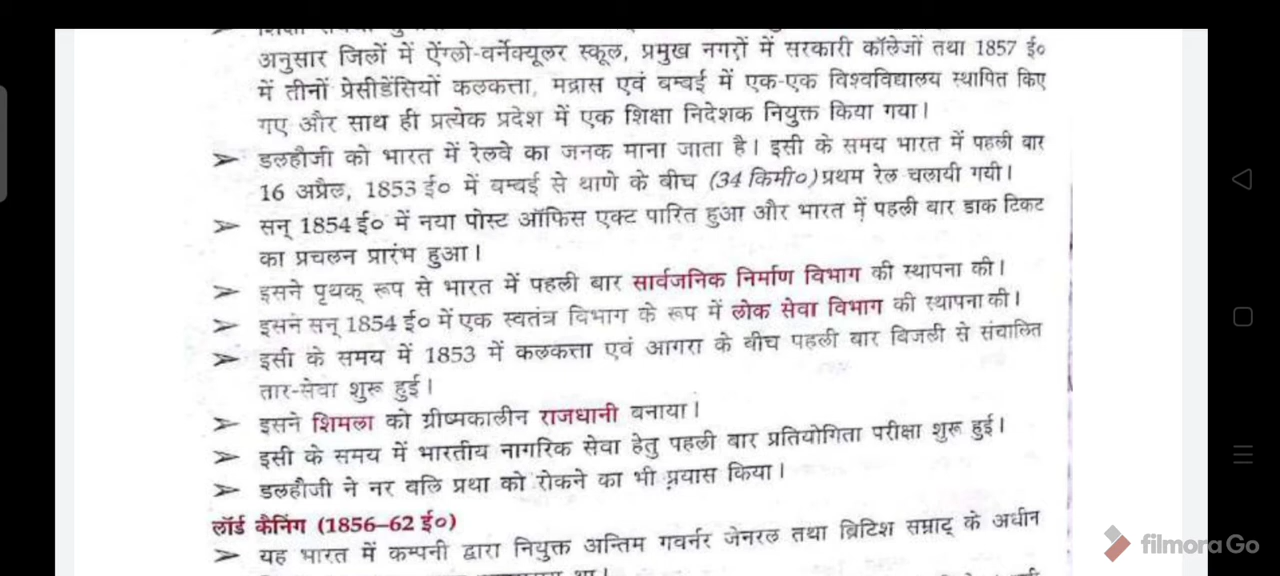 अनुसार जिलों में ऐंग्लो-वर्नेक्यूलर स्कूल, प्रमुख नगरों में सरकारी कॉलेजों तथा 1857 ई०
में तीनों प्रेसीडेंसियों कलकत्ता, मद्रास एवं बम्बई में एक-एक विश्वविद्यालय स्थापित किए
गए और साथ ही प्रत्येक प्रदेश में एक शिक्षा निदेशक नियुक्त किया गया।
➢ डलहौजी को भारत में रेलवे का जनक माना जाता है। इसी के समय भारत में पहली बार
16 अप्रैल, 1853 ई० में बम्बई से थाणे के बीच (34 किमी०) प्रथम रेल चलायी गयी।
➢ सन् 1854 ई० में नया पोस्ट ऑफिस एक्ट पारित हुआ और भारत में पहली बार डाक टिकट
का प्रचलन प्रारंभ हुआ।
➢ इसने पृथक् रूप से भारत में पहली बार सार्वजनिक निर्माण विभाग की स्थापना की।
➢ इसने सन् 1854 ई० में एक स्वतंत्र विभाग के रूप में लोक सेवा विभाग की स्थापना की।
➢ इसी के समय में 1853 में कलकत्ता एवं आगरा के बीच पहली बार बिजली से संचालित
तार-सेवा शुरू हुई।
➢ इसने शिमला को ग्रीष्मकालीन राजधानी बनाया।
➢ इसी के समय में भारतीय नागरिक सेवा हेतु पहली बार प्रतियोगिता परीक्षा शुरू हुई।
➢ डलहौजी ने नर बलि प्रथा को रोकने का भी प्रयास किया।
लॉर्ड कैनिंग (1856–62 ई०)
➢ यह भारत में कम्पनी द्वारा नियुक्त अन्तिम गवर्नर जेनरल तथा ब्रिटिश सम्राट् के अधीन
filmora Go